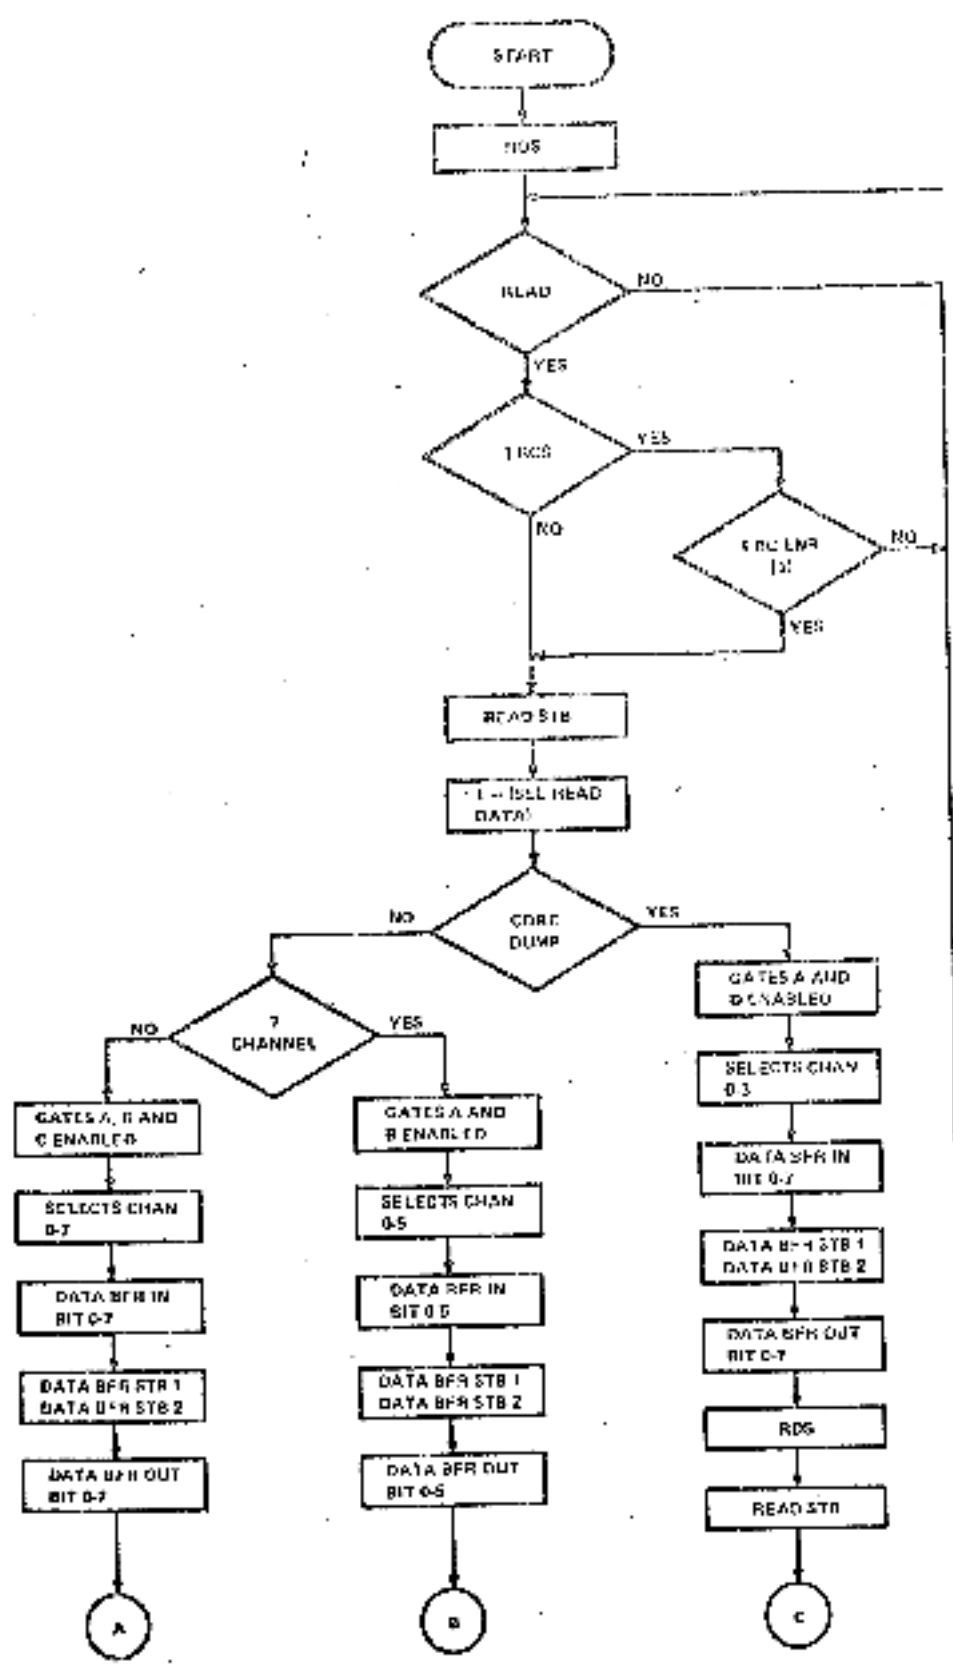 START
READ
NO
YES
YES
NO
NO
YES
READ STB
(SEL READ
DATA)
NO
CORE
DUMP
YES
GATES A AND
D ENABLED
NO
7
CHANNEL
YES
SELECTS CHAN
0-3
GATES A, B AND
C ENABLED
GATES A AND
B ENABLED
DATA BFR IN
BIT 0-7
SELECTS CHAN
0-7
SELECTS CHAN
0-5
DATA BFR STB 1
DATA BFR STB 2
DATA BFR IN
BIT 0-7
DATA BFR IN
BIT 0-5
DATA BFR OUT
BIT 0-7
DATA BFR STB 1
DATA BFR STB 2
DATA BFR STB 1
DATA BFR STB 2
RDS
DATA BFR OUT
BIT 0-7
DATA BFR OUT
BIT 0-5
READ STB
A
B
C